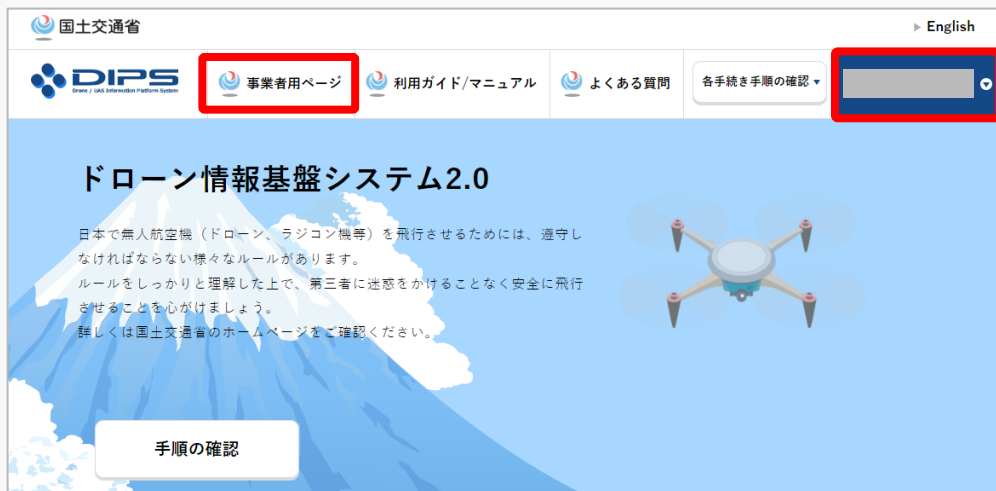 国土交通省
▶ English
DIPS
Drone / UAS Information Platform System
事業者用ページ
利用ガイド/マニュアル
よくある質問
各手続き手順の確認 ▾
ドローン情報基盤システム2.0
日本で無人航空機（ドローン、ラジコン機等）を飛行させるためには、遵守し
なければならない様々なルールがあります。
ルールをしっかりと理解した上で、第三者に迷惑をかけることなく安全に飛行
させることを心がけましょう。
詳しくは国土交通省のホームページをご確認ください。
手順の確認